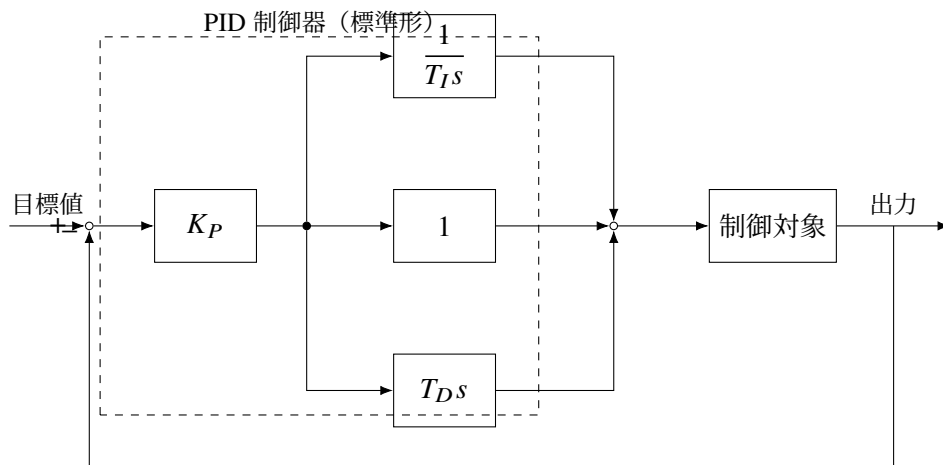 PID 制御器（標準形）
1
T_I s
目標値
+
−
K_P
1
制御対象
出力
T_D s